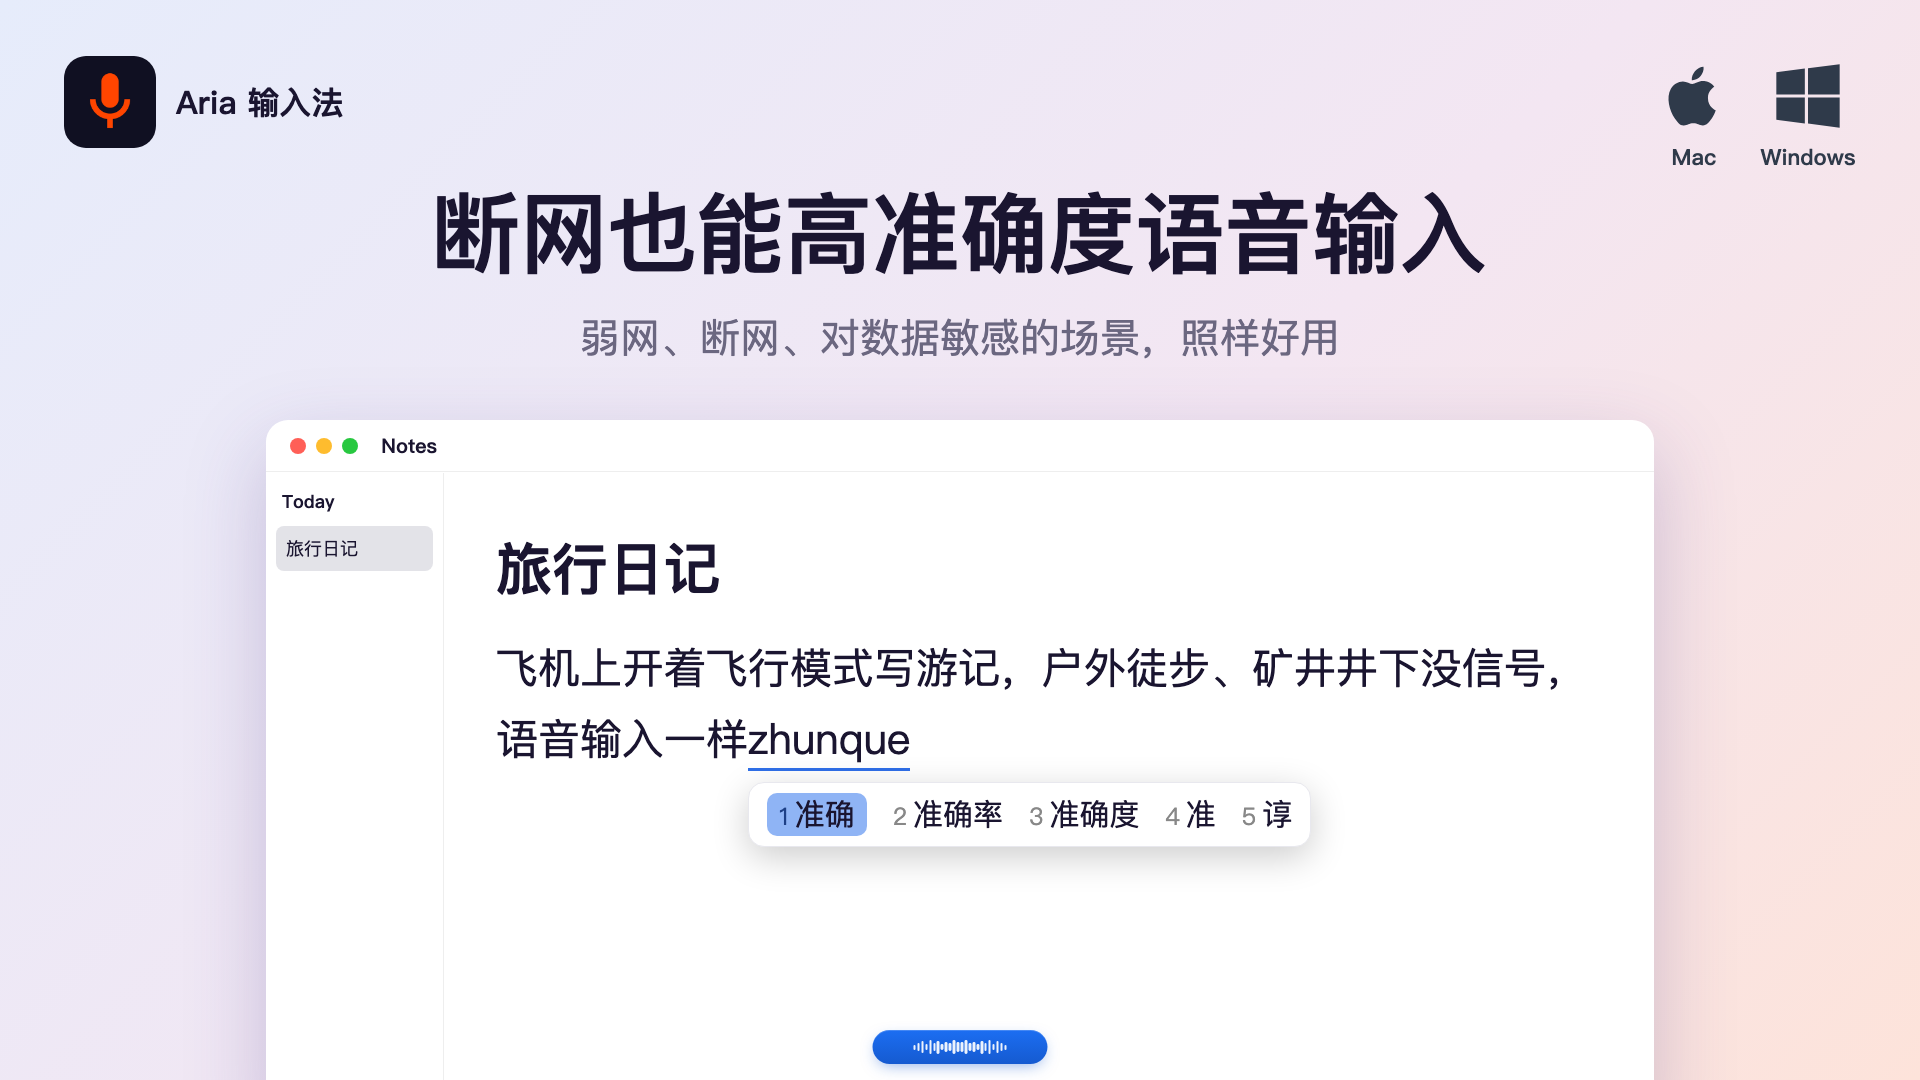 Aria 输入法
Mac
Windows
断网也能高准确度语音输入
弱网、断网、对数据敏感的场景，照样好用
Notes
Today
旅行日记
旅行日记
飞机上开着飞行模式写游记，户外徒步、矿井井下没信号，
语音输入一样zhunque
1 准确 2 准确率 3 准确度 4 准 5 谆